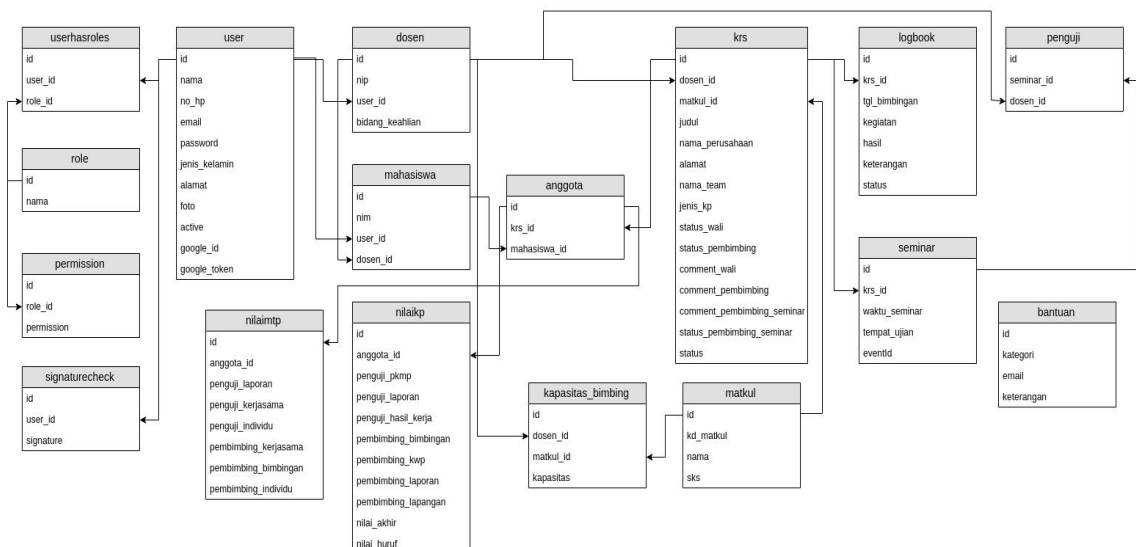 userhasroles
id
user_id
role_id
role
id
nama
permission
id
role_id
permission
signaturecheck
id
user_id
signature
user
id
nama
no_hp
email
password
jenis_kelamin
alamat
foto
active
google_id
google_token
nilaimtp
id
anggota_id
penguji_laporan
penguji_kerjasama
penguji_individu
pembimbing_kerjasama
pembimbing_bimbingan
pembimbing_individu
dosen
id
nip
user_id
bidang_keahlian
mahasiswa
id
nim
user_id
dosen_id
nilaikp
id
anggota_id
penguji_pkmp
penguji_laporan
penguji_hasil_kerja
pembimbing_bimbingan
pembimbing_kwp
pembimbing_laporan
pembimbing_lapangan
nilai_akhir
nilai_huruf
anggota
id
krs_id
mahasiswa_id
kapasitas_bimbing
id
dosen_id
matkul_id
kapasitas
krs
id
dosen_id
matkul_id
judul
nama_perusahaan
alamat
nama_team
jenis_kp
status_wali
status_pembimbing
comment_wali
comment_pembimbing
comment_pembimbing_seminar
status_pembimbing_seminar
status
matkul
id
kd_matkul
nama
sks
logbook
id
krs_id
tgl_bimbingan
kegiatan
hasil
keterangan
status
seminar
id
krs_id
waktu_seminar
tempat_ujian
eventId
penguji
id
seminar_id
dosen_id
bantuan
id
kategori
email
keterangan